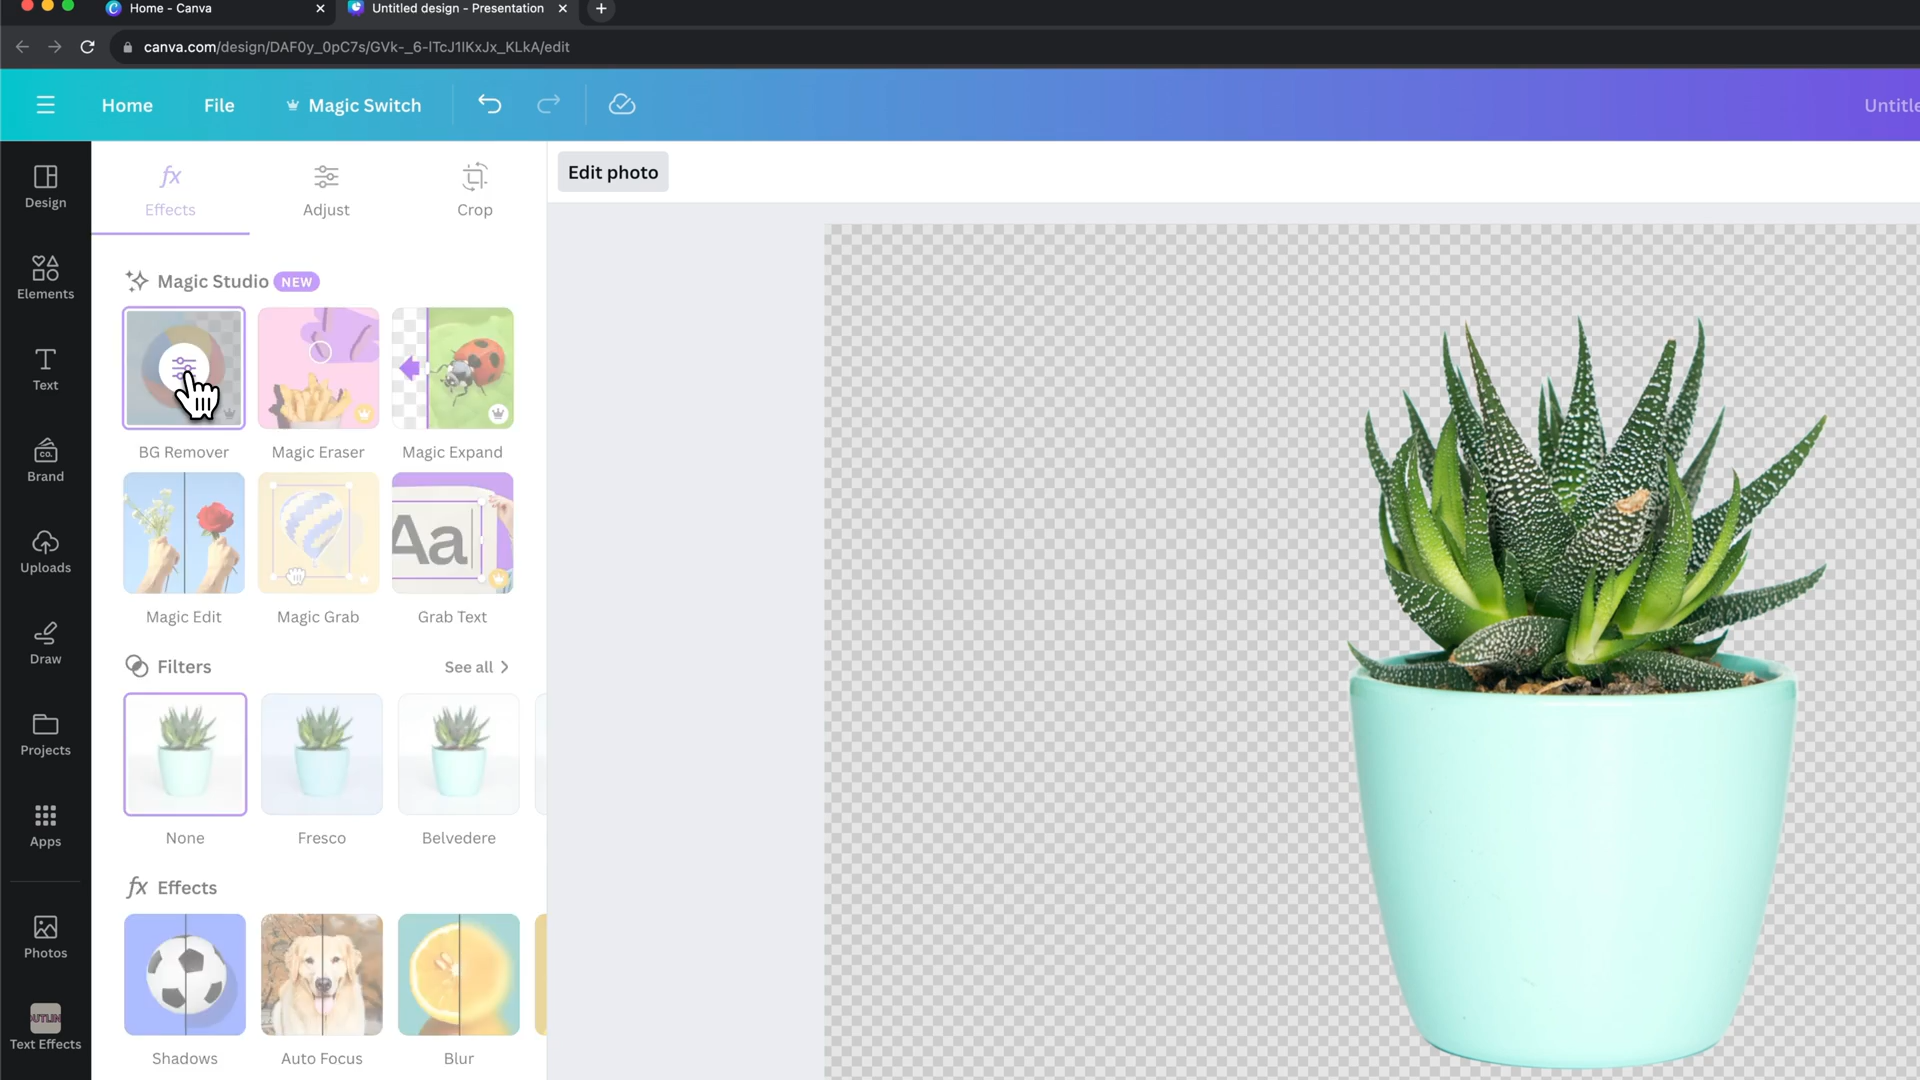 Home - Canva
Untitled design - Presentation
canva.com/design/DAF0y_0pC7s/GVk-_6-lTcJ1lKxJx_KLkA/edit
Home
File
Magic Switch
Design
Elements
Text
Brand
CO.
Uploads
Draw
Projects
Apps
Photos
Text Effects
Effects
Adjust
Crop
Edit photo
Magic Studio NEW
BG Remover
Magic Eraser
Magic Expand
Aa
Magic Edit
Magic Grab
Grab Text
Filters
See all
None
Fresco
Belvedere
fx Effects
Shadows
Auto Focus
Blur